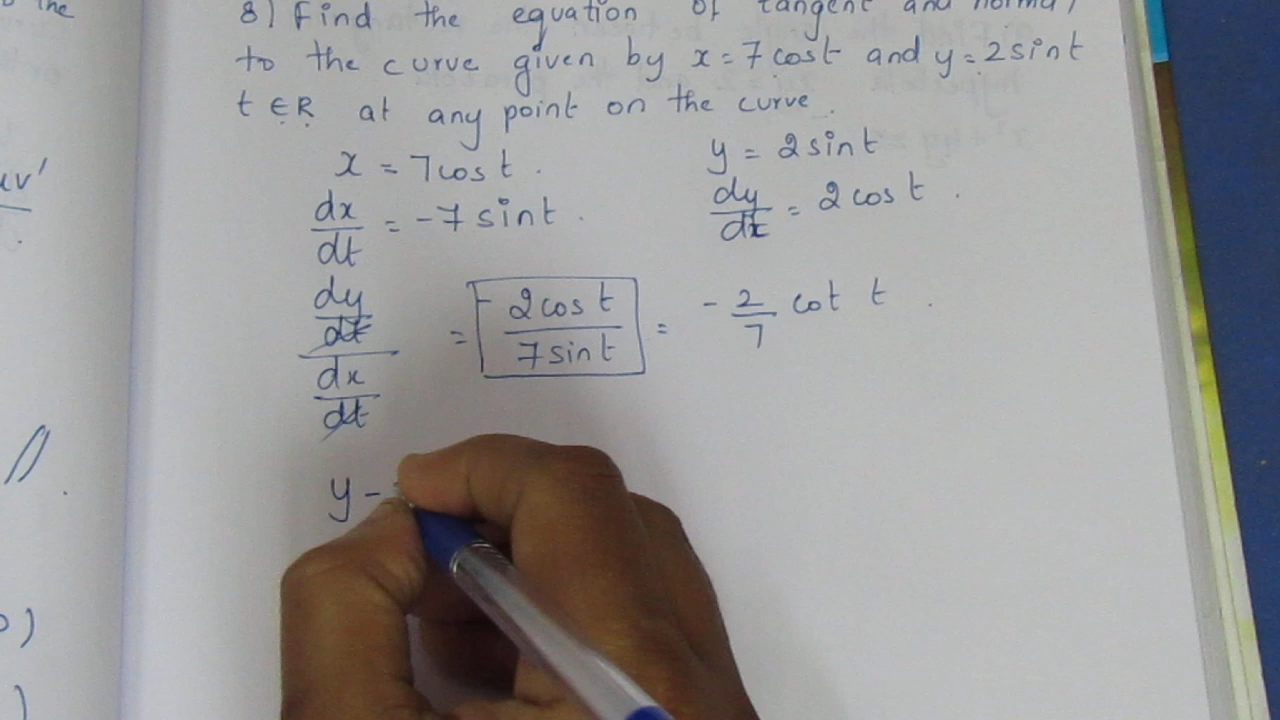 the
8) Find the equation of tangent and normal
to the curve given by x = 7 cost and y = 2 sint
t ∈ R at any point on the curve.
x = 7 cos t.
y = 2 sin t
dx/dt = -7 sint.
dy/dx = 2 cos t.
dy/dt / dx/dt = - 2 cos t / 7 sin t = - 2/7 cot t.
y -